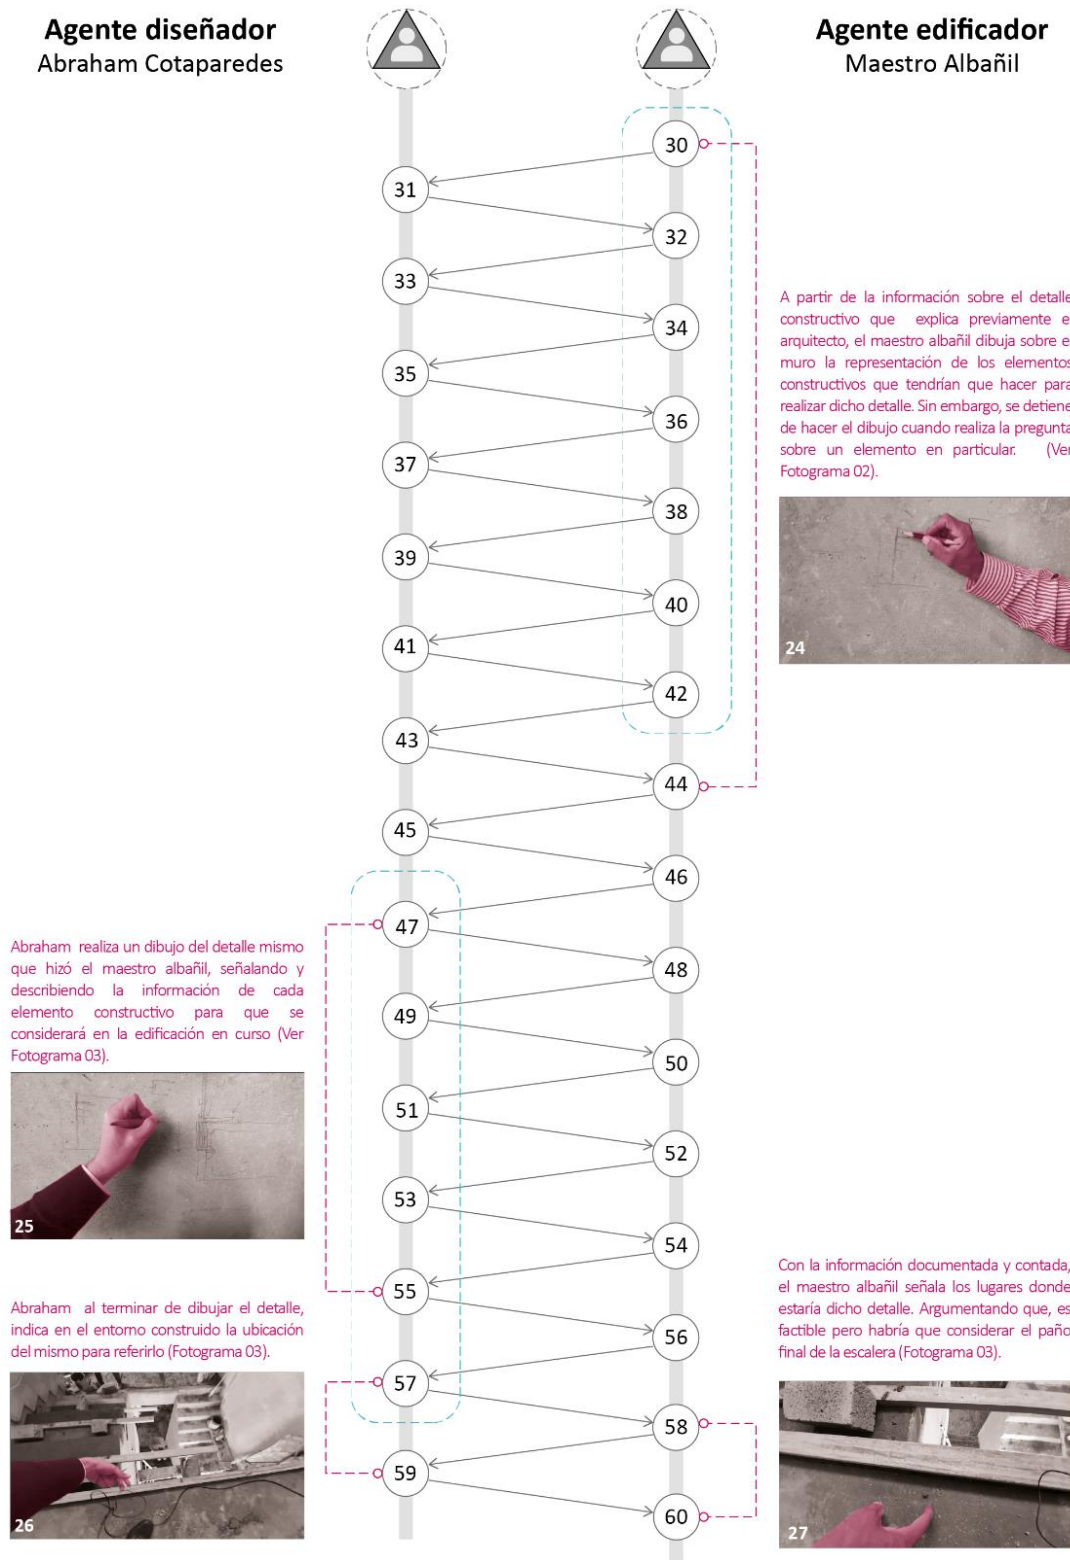 Agente diseñador
Abraham Cotaparedes
Agente edificador
Maestro Albañil
30
31
32
33
34
35
36
37
38
39
40
41
42
43
44
45
46
47
48
49
50
51
52
53
54
55
56
57
58
59
60
A partir de la información sobre el detalle
constructivo que explica previamente e
arquitecto, el maestro albañil dibuja sobre e
muro la representación de los elementos
constructivos que tendrían que hacer para
realizar dicho detalle. Sin embargo, se detiene
de hacer el dibujo cuando realiza la pregunta
sobre un elemento en particular. (Ver
Fotograma 02).
24
Abraham realiza un dibujo del detalle mismo
que hizó el maestro albañil, señalando y
describiendo la información de cada
elemento constructivo para que se
considerará en la edificación en curso (Ver
Fotograma 03).
25
Abraham al terminar de dibujar el detalle,
indica en el entorno construido la ubicación
del mismo para referirlo (Fotograma 03).
26
Con la información documentada y contada,
el maestro albañil señala los lugares donde
estaría dicho detalle. Argumentando que, es
factible pero habría que considerar el paño
final de la escalera (Fotograma 03).
27